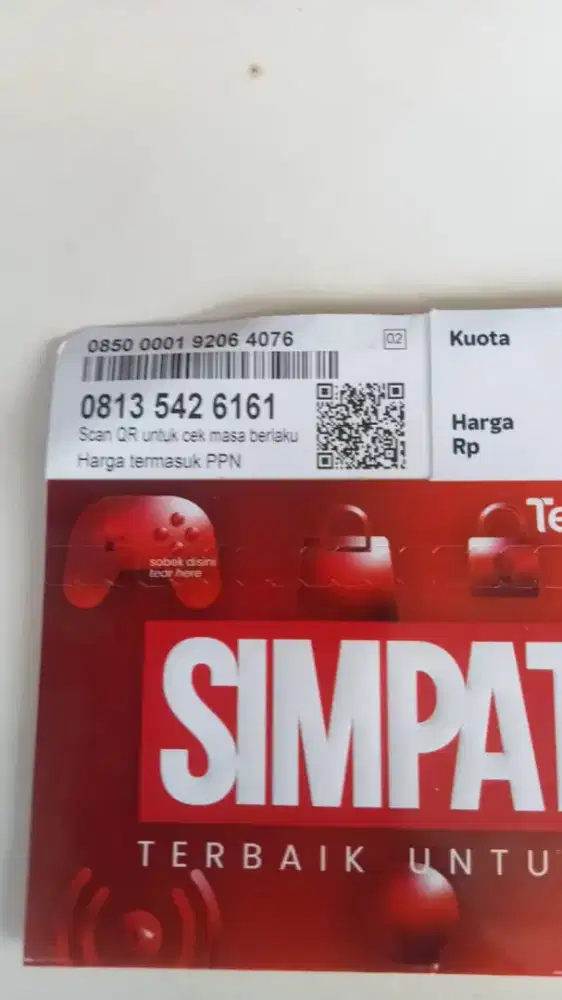 0850 0001 9206 4076
02
0813 542 6161
Scan QR untuk cek masa berlaku
Harga termasuk PPN
Kuota
Harga
Rp
Te
sobek disini
tear here
SIMPAT
TERBAIK UNTU